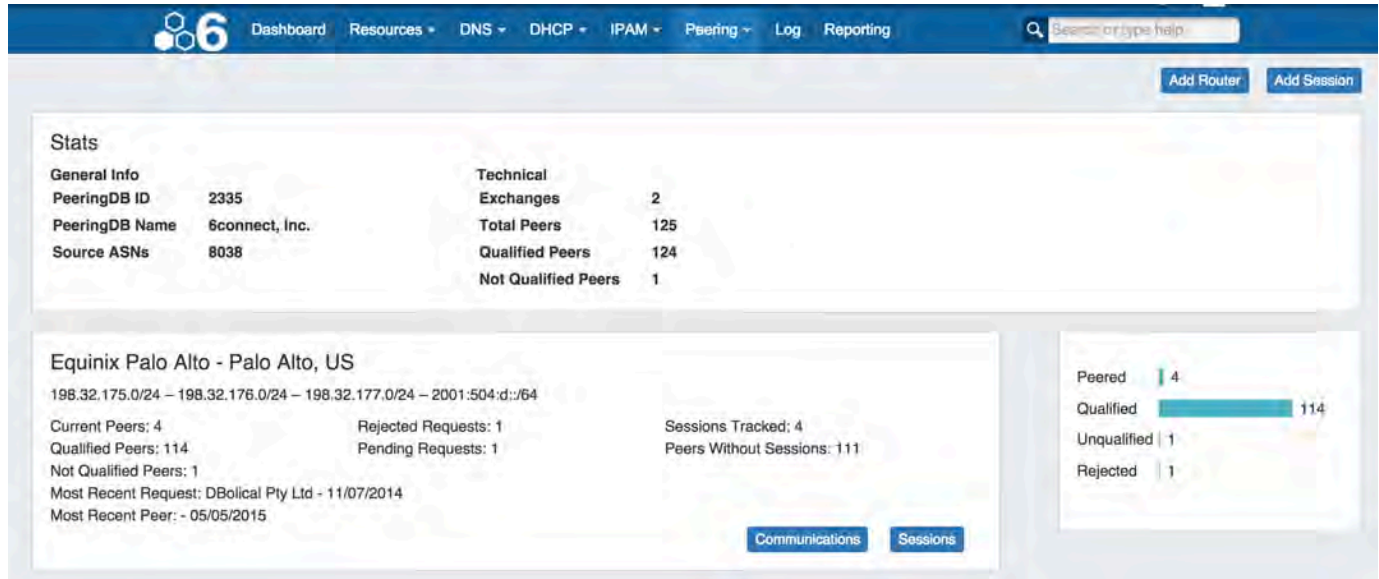 6 Dashboard Resources DNS DHCP IPAM Peering Log Reporting Search or type help
Add Router Add Session
Stats
General Info Technical
PeeringDB ID 2335 Exchanges 2
PeeringDB Name 6connect, Inc. Total Peers 125
Source ASNs 8038 Qualified Peers 124
Not Qualified Peers 1
Equinix Palo Alto - Palo Alto, US
198.32.175.0/24 – 198.32.176.0/24 – 198.32.177.0/24 – 2001:504:d::/64
Current Peers: 4 Rejected Requests: 1 Sessions Tracked: 4
Qualified Peers: 114 Pending Requests: 1 Peers Without Sessions: 111
Not Qualified Peers: 1
Most Recent Request: DBolical Pty Ltd - 11/07/2014
Most Recent Peer: - 05/05/2015
Communications Sessions
Peered 4
Qualified 114
Unqualified 1
Rejected 1